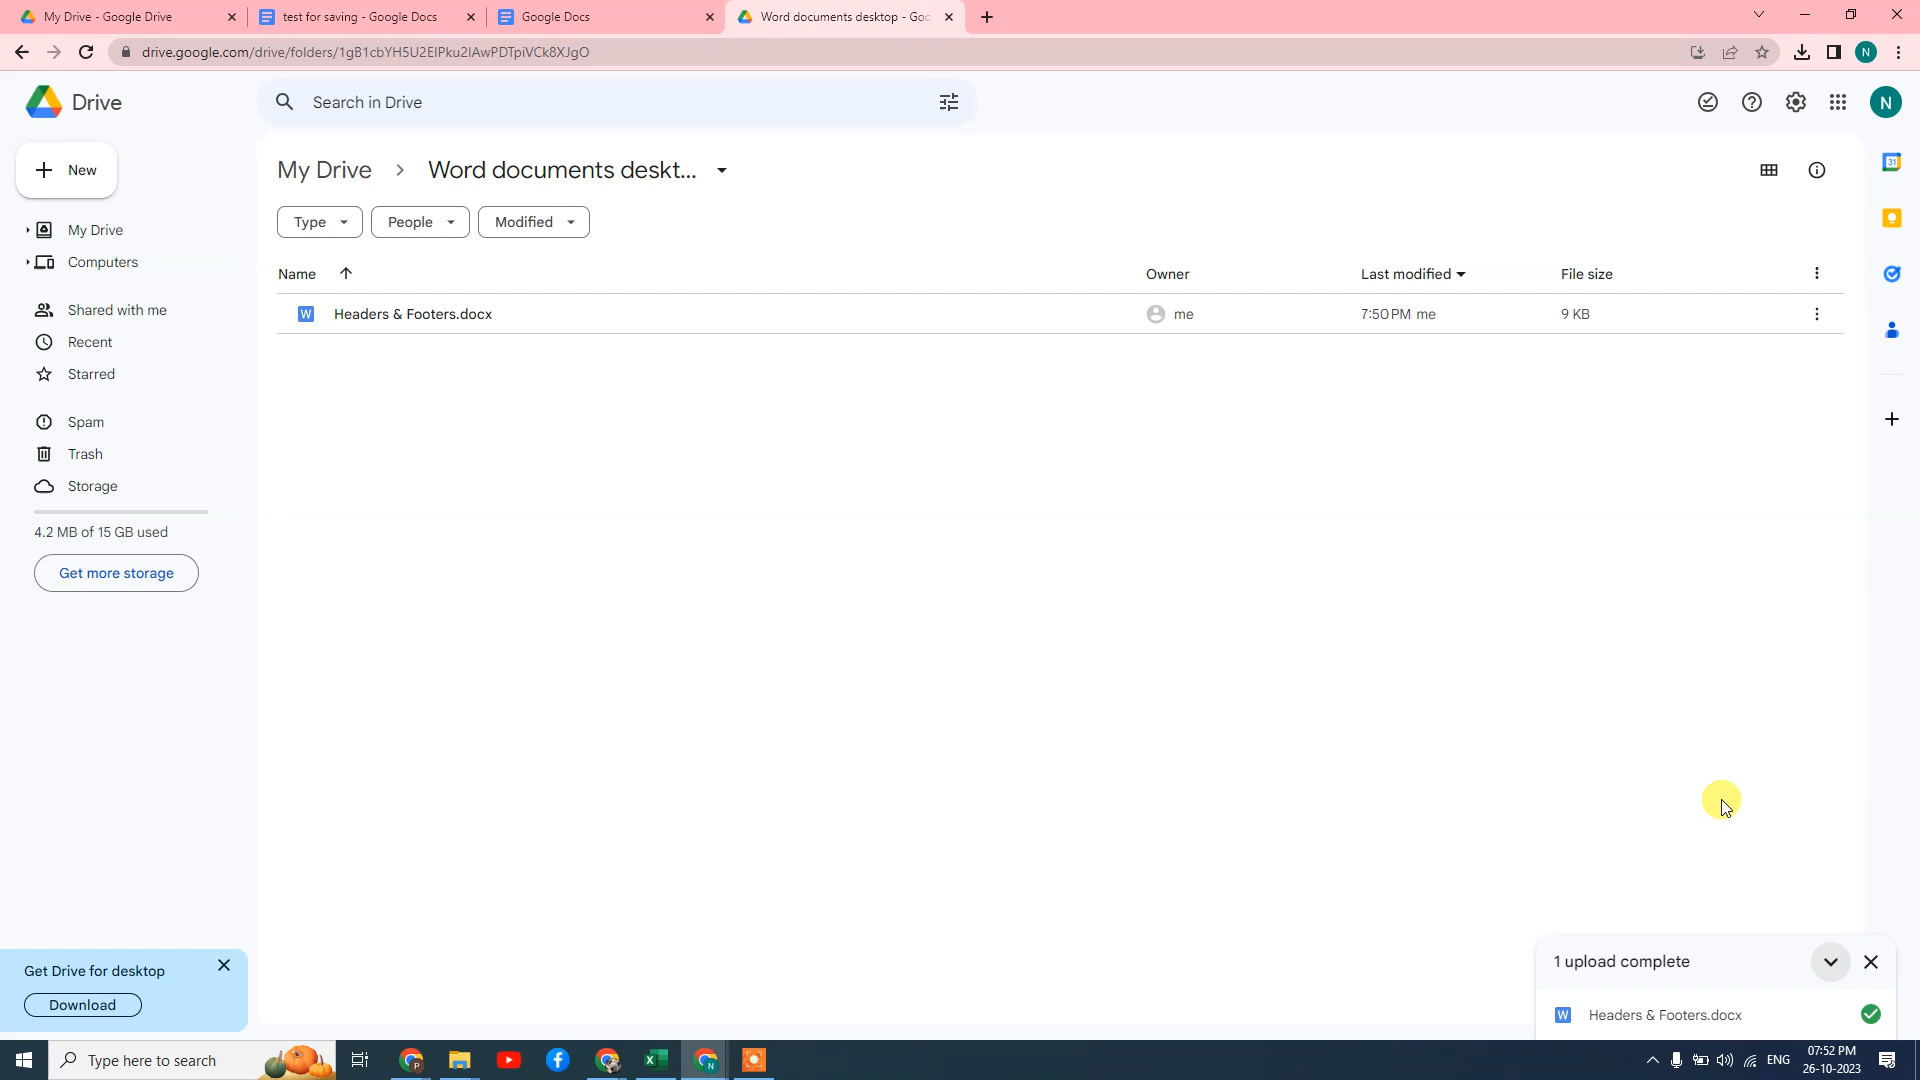 My Drive - Google Drive
test for saving - Google Docs
Google Docs
Word documents desktop - Goo
drive.google.com/drive/folders/1gB1cbYH5U2EIPku2IAwPDTpiVCk8XJgO
N
Drive
Search in Drive
N
New
My Drive > Word documents deskt...
31
Type
People
Modified
My Drive
Computers
Name
Owner
Last modified
File size
W Headers & Footers.docx
me
7:50 PM me
9 KB
Shared with me
Recent
Starred
Spam
Trash
Storage
4.2 MB of 15 GB used
Get more storage
Get Drive for desktop
Download
1 upload complete
W Headers & Footers.docx
Type here to search
P
X
N
ENG
07:52 PM
26-10-2023